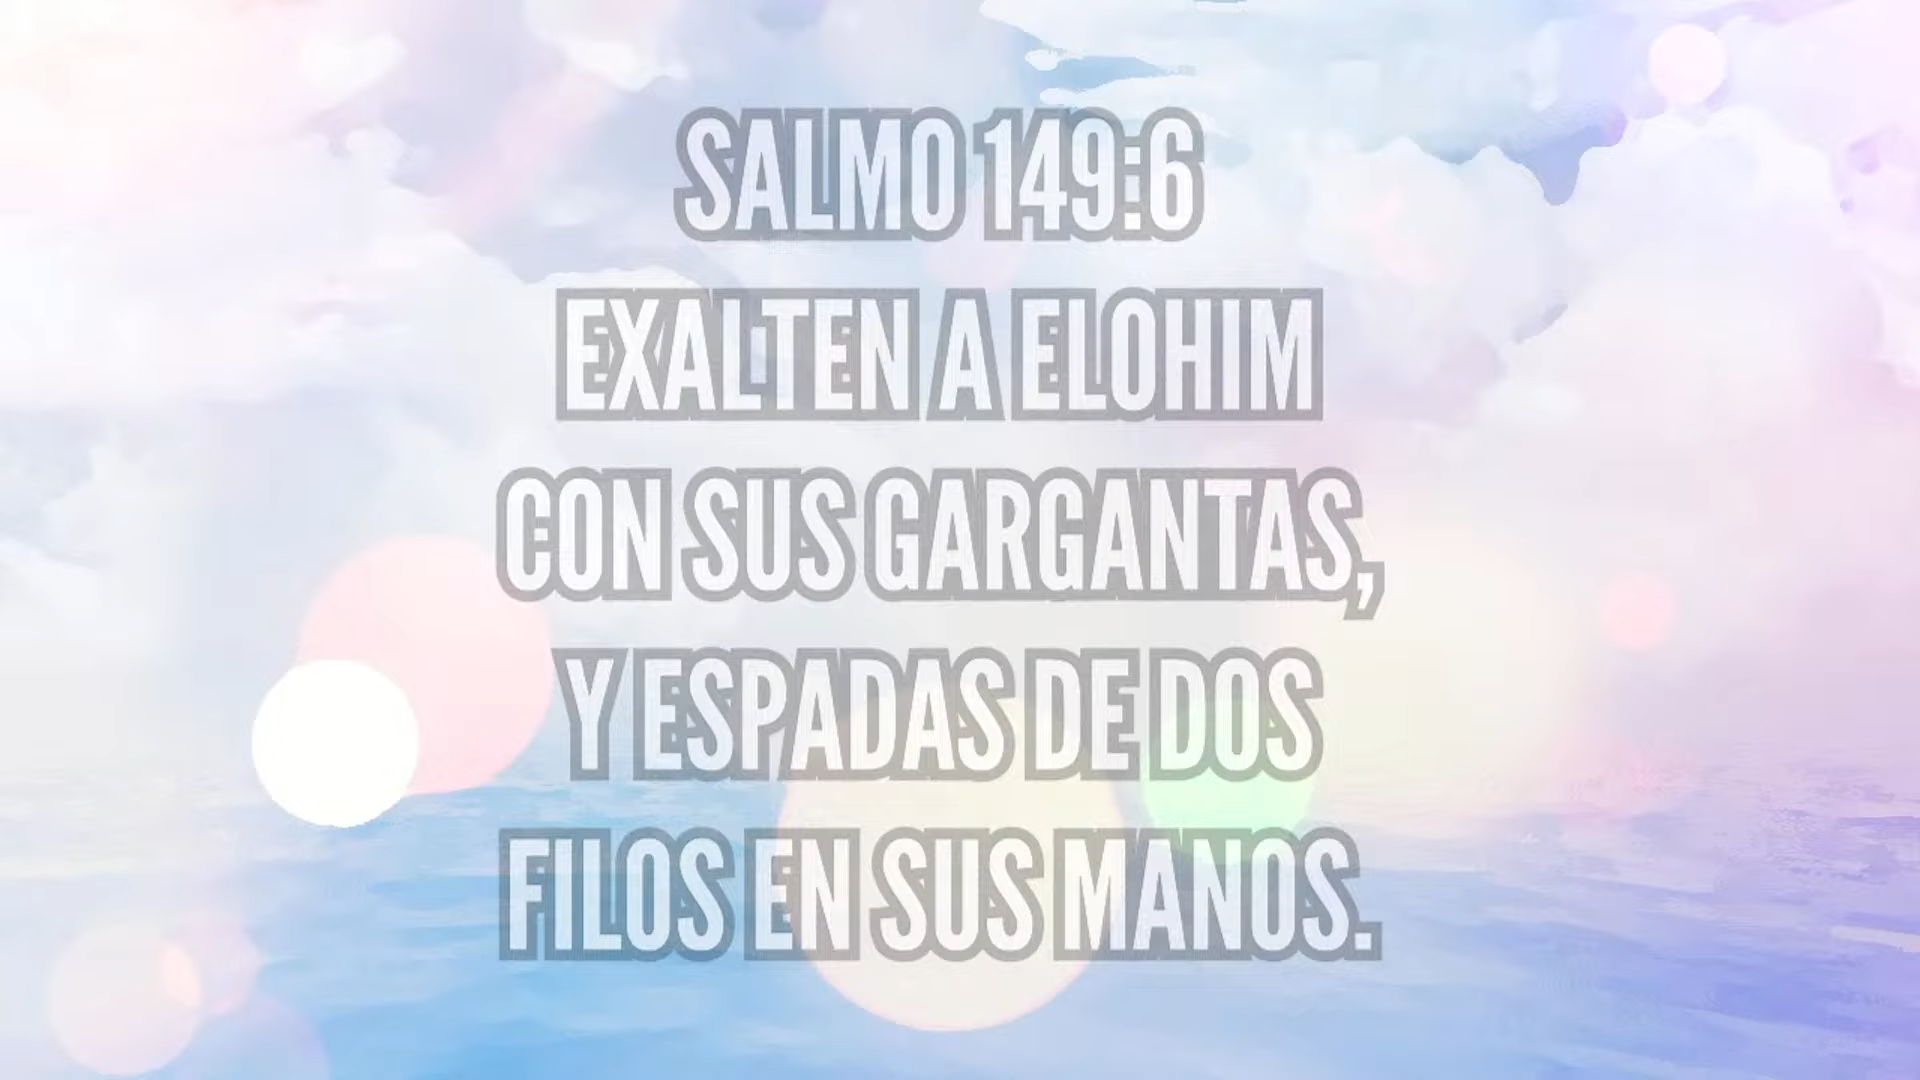 SALMO 149:6
EXALTEN A ELOHIM
CON SUS GARGANTAS,
Y ESPADAS DE DOS
FILOS EN SUS MANOS.